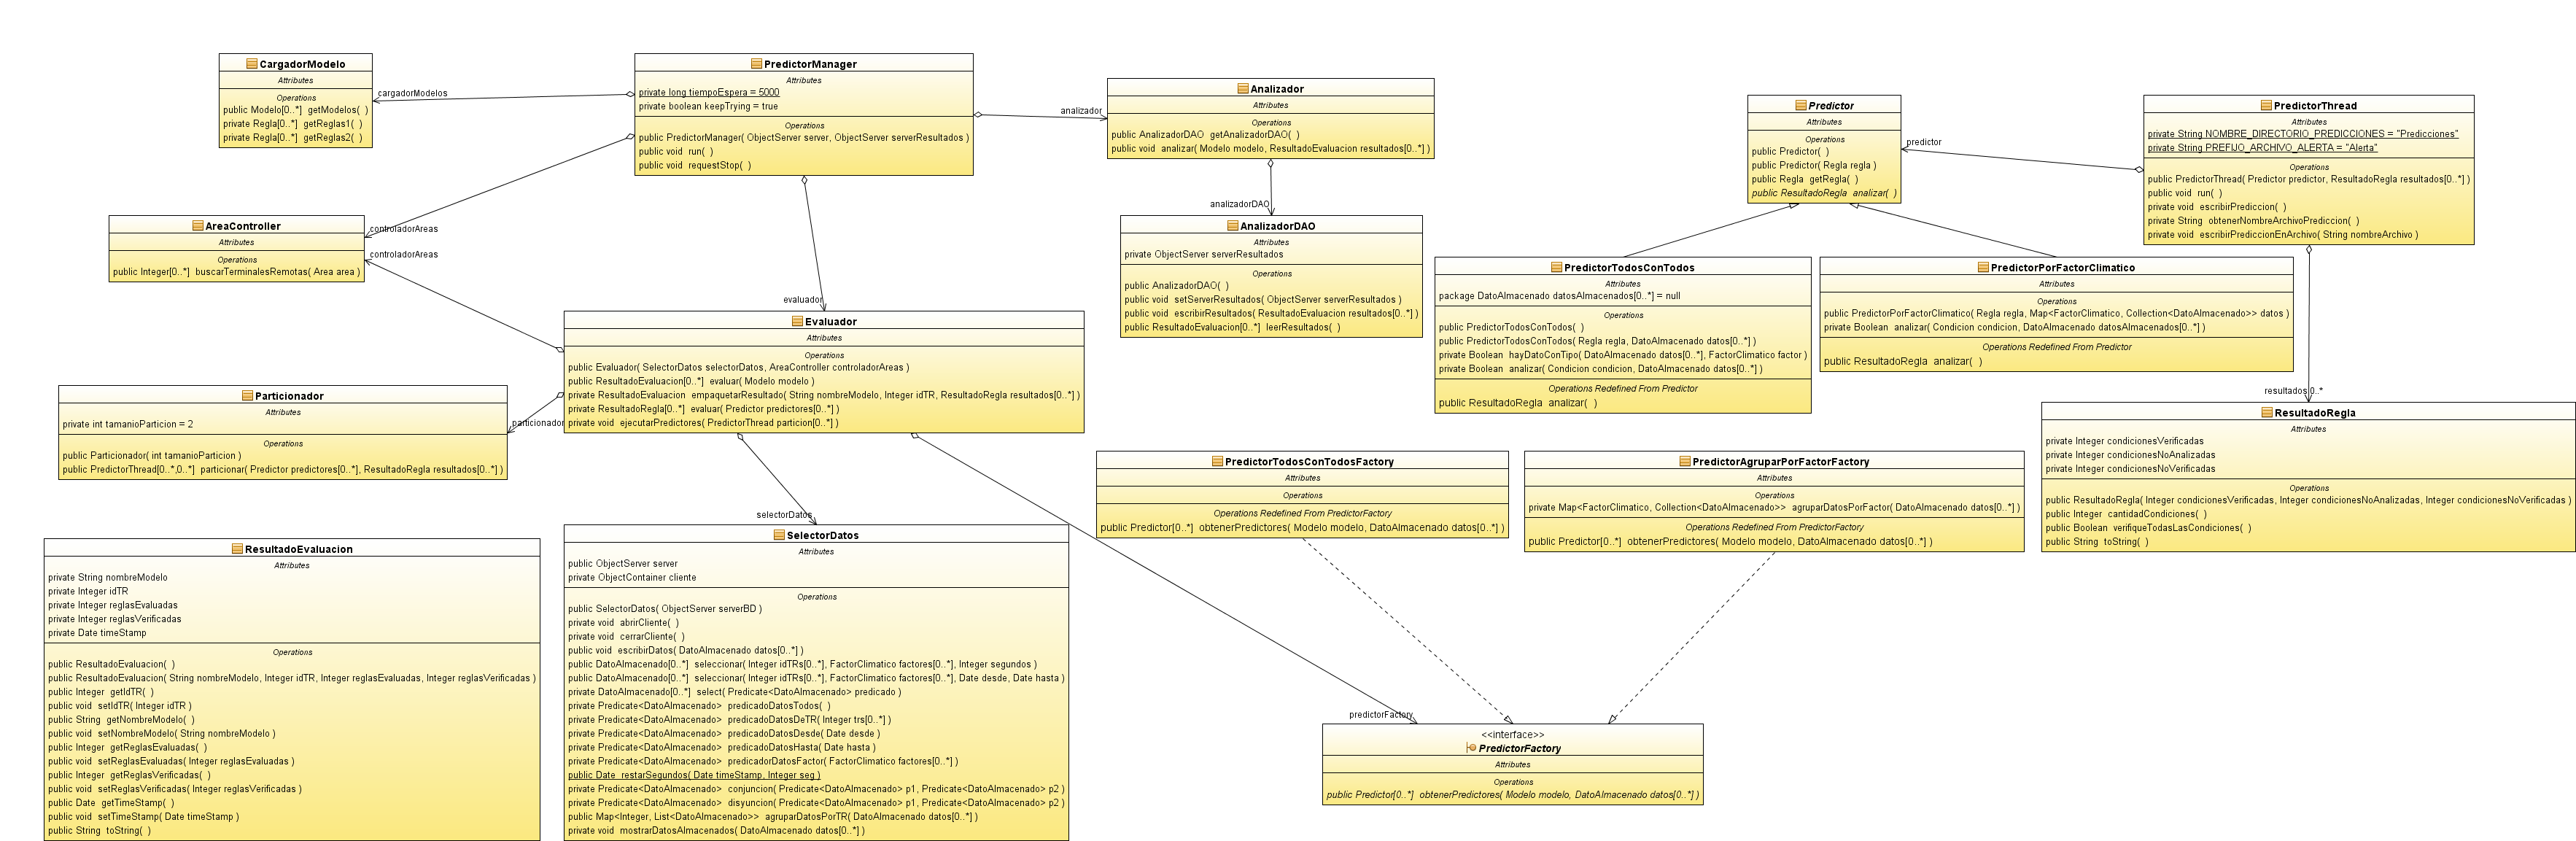 CargadorModelo
Attributes
Operations
public Modelo[0..*]  getModelos(  )
private Regla[0..*]  getReglas1(  )
private Regla[0..*]  getReglas2(  )
cargadorModelos
PredictorManager
Attributes
private long tiempoEspera = 5000
private boolean keepTrying = true
Operations
public PredictorManager( ObjectServer server, ObjectServer serverResultados )
public void  run(  )
public void  requestStop(  )
analizador
Analizador
Attributes
Operations
public AnalizadorDAO  getAnalizadorDAO(  )
public void  analizar( Modelo modelo, ResultadoEvaluacion resultados[0..*] )
analizadorDAO
AnalizadorDAO
Attributes
private ObjectServer serverResultados
Operations
public AnalizadorDAO(  )
public void  setServerResultados( ObjectServer serverResultados )
public void  escribirResultados( ResultadoEvaluacion resultados[0..*] )
public ResultadoEvaluacion[0..*]  leerResultados(  )
Predictor
Attributes
Operations
public Predictor(  )
public Predictor( Regla regla )
public Regla  getRegla(  )
public ResultadoRegla  analizar(  )
predictor
PredictorThread
Attributes
private String NOMBRE_DIRECTORIO_PREDICCIONES = "Predicciones"
private String PREFIJO_ARCHIVO_ALERTA = "Alerta"
Operations
public PredictorThread( Predictor predictor, ResultadoRegla resultados[0..*] )
public void  run(  )
private void  escribirPrediccion(  )
private String  obtenerNombreArchivoPrediccion(  )
private void  escribirPrediccionEnArchivo( String nombreArchivo )
AreaController
Attributes
Operations
public Integer[0..*]  buscarTerminalesRemotas( Area area )
controladorAreas
controladorAreas
evaluador
PredictorTodosConTodos
Attributes
package DatoAlmacenado datosAlmacenados[0..*] = null
Operations
public PredictorTodosConTodos(  )
public PredictorTodosConTodos( Regla regla, DatoAlmacenado datos[0..*] )
private Boolean  hayDatoConTipo( DatoAlmacenado datos[0..*], FactorClimatico factor )
private Boolean  analizar( Condicion condicion, DatoAlmacenado datos[0..*] )
Operations Redefined From Predictor
public ResultadoRegla  analizar(  )
PredictorPorFactorClimatico
Attributes
Operations
public PredictorPorFactorClimatico( Regla regla, Map<FactorClimatico, Collection<DatoAlmacenado>> datos )
private Boolean  analizar( Condicion condicion, DatoAlmacenado datosAlmacenados[0..*] )
Operations Redefined From Predictor
public ResultadoRegla  analizar(  )
Evaluador
Attributes
Operations
public Evaluador( SelectorDatos selectorDatos, AreaController controladorAreas )
public ResultadoEvaluacion[0..*]  evaluar( Modelo modelo )
private ResultadoEvaluacion  empaquetarResultado( String nombreModelo, Integer idTR, ResultadoRegla resultados[0..*] )
private ResultadoRegla[0..*]  evaluar( Predictor predictores[0..*] )
private void  ejecutarPredictores( PredictorThread particion[0..*] )
Particionador
Attributes
private int tamanioParticion = 2
Operations
public Particionador( int tamanioParticion )
public PredictorThread[0..*,0..*]  particionar( Predictor predictores[0..*], ResultadoRegla resultados[0..*] )
particionador
resultados 0..*
ResultadoRegla
Attributes
private Integer condicionesVerificadas
private Integer condicionesNoAnalizadas
private Integer condicionesNoVerificadas
Operations
public ResultadoRegla( Integer condicionesVerificadas, Integer condicionesNoAnalizadas, Integer condicionesNoVerificadas )
public Integer  cantidadCondiciones(  )
public Boolean  verifiqueTodasLasCondiciones(  )
public String  toString(  )
PredictorTodosConTodosFactory
Attributes
Operations
Operations Redefined From PredictorFactory
public Predictor[0..*]  obtenerPredictores( Modelo modelo, DatoAlmacenado datos[0..*] )
PredictorAgruparPorFactorFactory
Attributes
Operations
private Map<FactorClimatico, Collection<DatoAlmacenado>>  agruparDatosPorFactor( DatoAlmacenado datos[0..*] )
Operations Redefined From PredictorFactory
public Predictor[0..*]  obtenerPredictores( Modelo modelo, DatoAlmacenado datos[0..*] )
ResultadoEvaluacion
Attributes
private String nombreModelo
private Integer idTR
private Integer reglasEvaluadas
private Integer reglasVerificadas
private Date timeStamp
Operations
public ResultadoEvaluacion(  )
public ResultadoEvaluacion( String nombreModelo, Integer idTR, Integer reglasEvaluadas, Integer reglasVerificadas )
public Integer  getIdTR(  )
public void  setIdTR( Integer idTR )
public String  getNombreModelo(  )
public void  setNombreModelo( String nombreModelo )
public Integer  getReglasEvaluadas(  )
public void  setReglasEvaluadas( Integer reglasEvaluadas )
public Integer  getReglasVerificadas(  )
public void  setReglasVerificadas( Integer reglasVerificadas )
public Date  getTimeStamp(  )
public void  setTimeStamp( Date timeStamp )
public String  toString(  )
selectorDatos
SelectorDatos
Attributes
public ObjectServer server
private ObjectContainer cliente
Operations
public SelectorDatos( ObjectServer serverBD )
private void  abrirCliente(  )
private void  cerrarCliente(  )
public void  escribirDatos( DatoAlmacenado datos[0..*] )
public DatoAlmacenado[0..*]  seleccionar( Integer idTRs[0..*], FactorClimatico factores[0..*], Integer segundos )
public DatoAlmacenado[0..*]  seleccionar( Integer idTRs[0..*], FactorClimatico factores[0..*], Date desde, Date hasta )
private DatoAlmacenado[0..*]  select( Predicate<DatoAlmacenado> predicado )
private Predicate<DatoAlmacenado>  predicadoDatosTodos(  )
private Predicate<DatoAlmacenado>  predicadoDatosDeTR( Integer trs[0..*] )
private Predicate<DatoAlmacenado>  predicadoDatosDesde( Date desde )
private Predicate<DatoAlmacenado>  predicadoDatosHasta( Date hasta )
private Predicate<DatoAlmacenado>  predicadorDatosFactor( FactorClimatico factores[0..*] )
public Date  restarSegundos( Date timeStamp, Integer seg )
private Predicate<DatoAlmacenado>  conjuncion( Predicate<DatoAlmacenado> p1, Predicate<DatoAlmacenado> p2 )
private Predicate<DatoAlmacenado>  disyuncion( Predicate<DatoAlmacenado> p1, Predicate<DatoAlmacenado> p2 )
public Map<Integer, List<DatoAlmacenado>>  agruparDatosPorTR( DatoAlmacenado datos[0..*] )
private void  mostrarDatosAlmacenados( DatoAlmacenado datos[0..*] )
predictorFactory
<<interface>>
PredictorFactory
Attributes
Operations
public Predictor[0..*]  obtenerPredictores( Modelo modelo, DatoAlmacenado datos[0..*] )